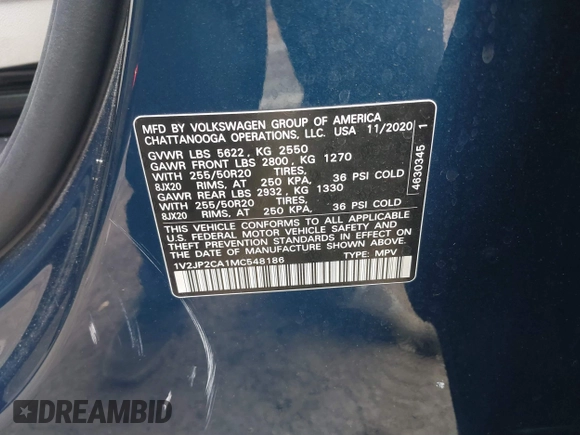 MFD BY VOLKSWAGEN GROUP OF AMERICA
CHATTANOOGA OPERATIONS, LLC. USA 11/2020
GVWR LBS 5622, KG 2550
GAWR FRONT LBS 2800, KG 1270
WITH 255/50R20 TIRES,
8JX20 RIMS, AT 250 KPA, 36 PSI COLD
GAWR REAR LBS 2932, KG 1330
WITH 255/50R20 TIRES,
8JX20 RIMS, AT 250 KPA, 36 PSI COLD
THIS VEHICLE CONFORMS TO ALL APPLICABLE
U.S. FEDERAL MOTOR VEHICLE SAFETY AND
THEFT PREVENTION STANDARDS IN EFFECT ON
THE DATE OF MANUFACTURE SHOWN ABOVE.
1V2JP2CA1MC548186 TYPE: MPV
4630345 1
DREAMBID